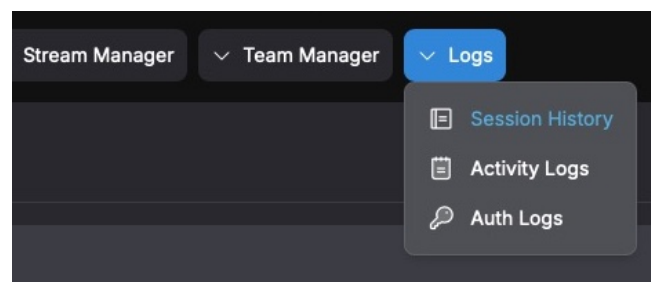 Stream Manager
Team Manager
Logs
Session History
Activity Logs
Auth Logs